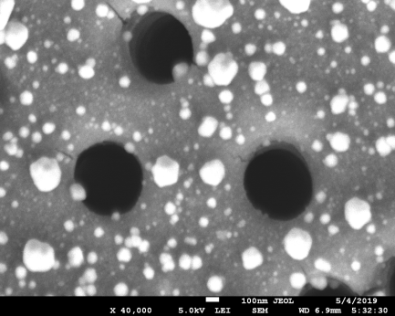 100nm JEOL 5/4/2019
X 40,000 5.0kV LEI SEM WD 6.9mm 5:32:30